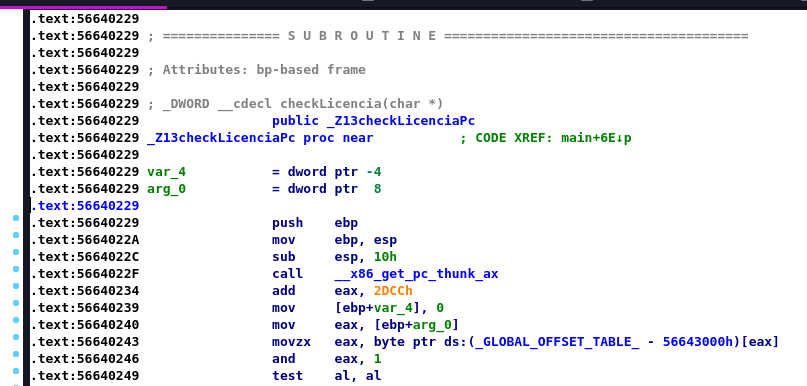 .text:56640229
.text:56640229 ; =============== S U B R O U T I N E =======================================
.text:56640229
.text:56640229 ; Attributes: bp-based frame
.text:56640229
.text:56640229 ; _DWORD __cdecl checkLicencia(char *)
.text:56640229 public _Z13checkLicenciaPc
.text:56640229 _Z13checkLicenciaPc proc near ; CODE XREF: main+6E↓p
.text:56640229
.text:56640229 var_4 = dword ptr -4
.text:56640229 arg_0 = dword ptr 8
.text:56640229
.text:56640229 push ebp
.text:5664022A mov ebp, esp
.text:5664022C sub esp, 10h
.text:5664022F call __x86_get_pc_thunk_ax
.text:56640234 add eax, 2DCCh
.text:56640239 mov [ebp+var_4], 0
.text:56640240 mov eax, [ebp+arg_0]
.text:56640243 movzx eax, byte ptr ds:(_GLOBAL_OFFSET_TABLE_ - 56643000h)[eax]
.text:56640246 and eax, 1
.text:56640249 test al, al